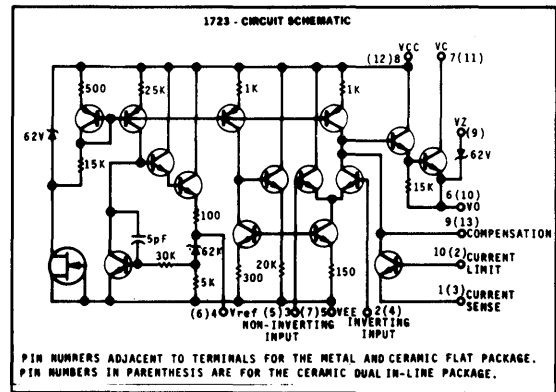 1723 - CIRCUIT SCHEMATIC
VCC
VC
(12)8
7(11)
500
25K
1K
1K
VZ
(9)
62V
62V
15K
15K
6(10)
VO
100
9(13)
COMPENSATION
5pF
62K
10(2)
CURRENT
LIMIT
30K
20K
5K
300
150
1(3)
CURRENT
SENSE
(6)4
Vref
(5)3
(7)5
VEE
2(4)
NON-INVERTING
INPUT
INVERTING
INPUT
PIN NUMBERS ADJACENT TO TERMINALS FOR THE METAL AND CERAMIC FLAT PACKAGE.
PIN NUMBERS IN PARENTHESIS ARE FOR THE CERAMIC DUAL IN-LINE PACKAGE.